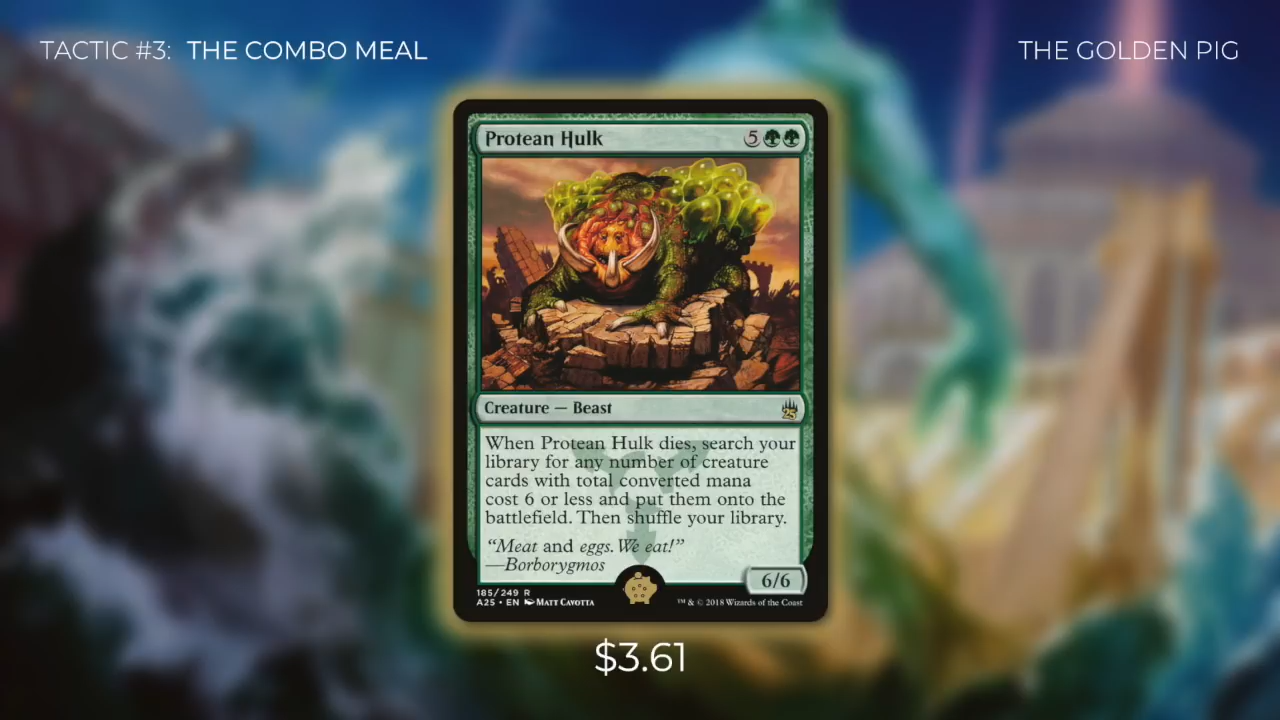 TACTIC #3: THE COMBO MEAL
THE GOLDEN PIG
Protean Hulk
5
Creature — Beast
25
When Protean Hulk dies, search your
library for any number of creature
cards with total converted mana
cost 6 or less and put them onto the
battlefield. Then shuffle your library.
“Meat and eggs. We eat!”
—Borborygmos
6/6
185/249 R
A25 • EN Matt Cavotta
™ & © 2018 Wizards of the Coast
$3.61